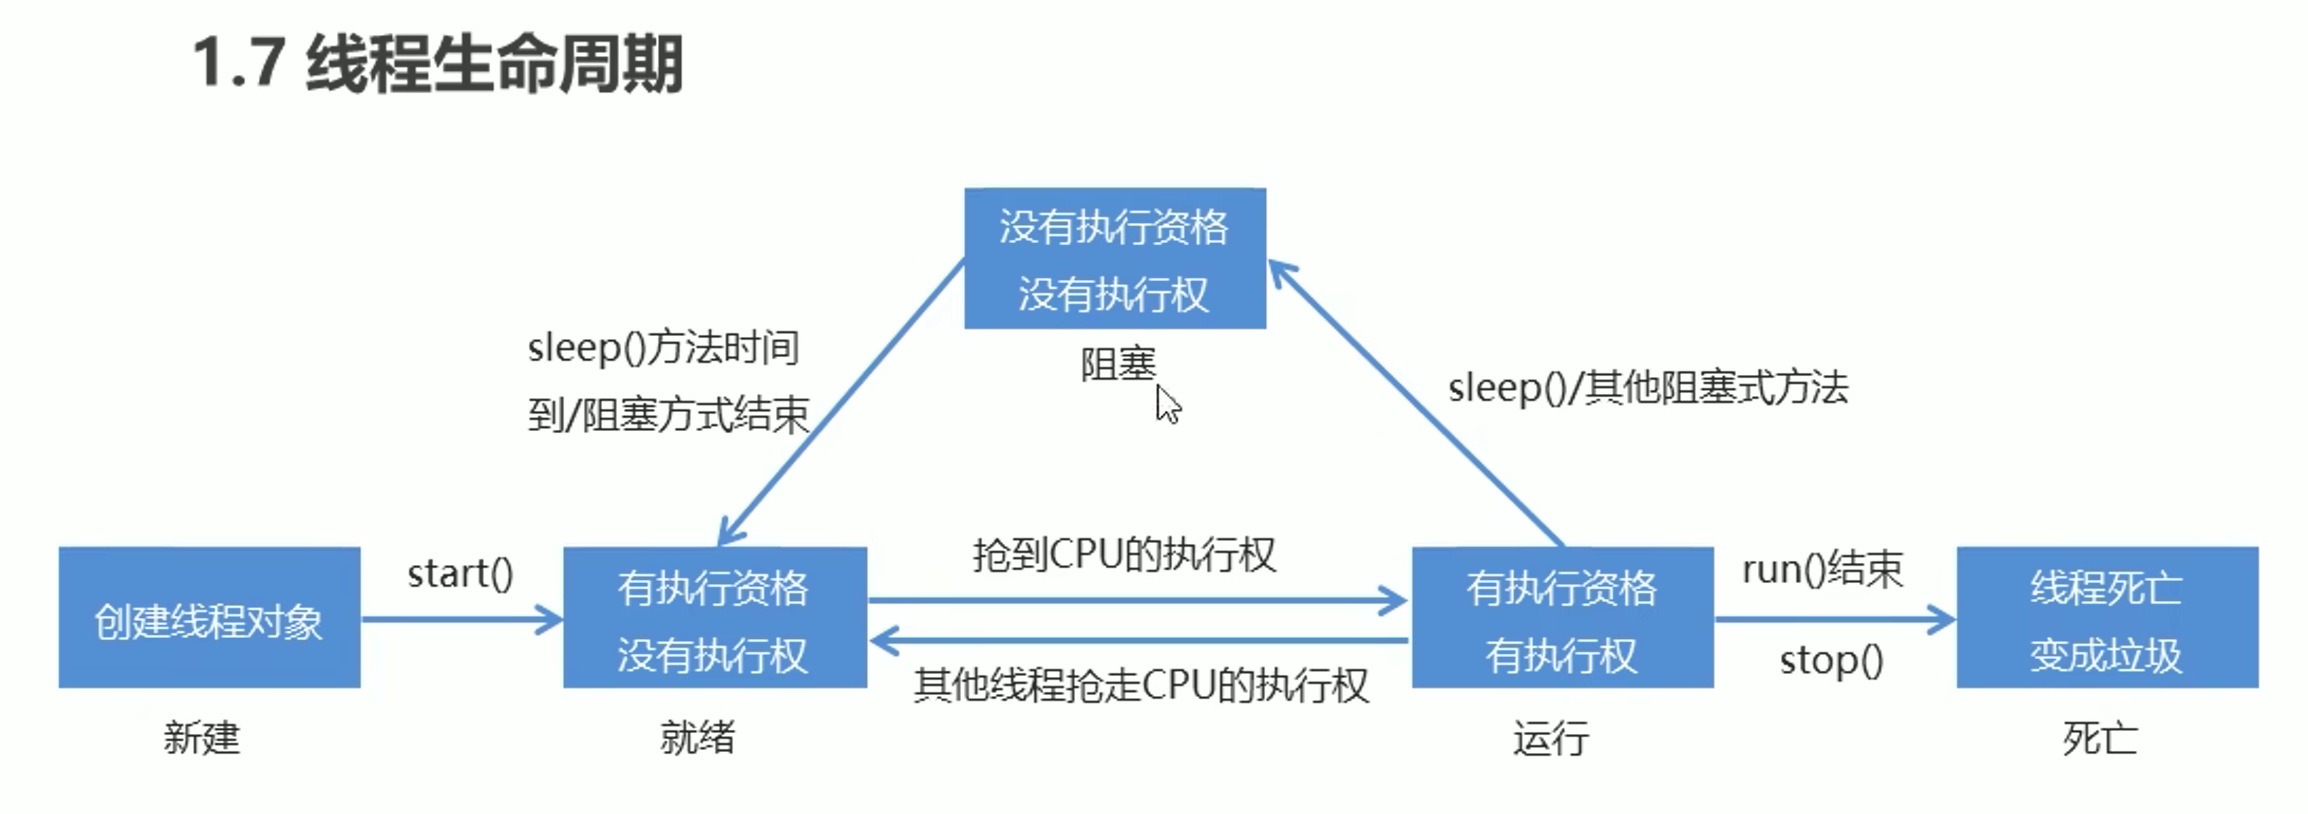 1.7 线程生命周期
没有执行资格
没有执行权
阻塞
sleep()方法时间
到/阻塞方式结束
sleep()/其他阻塞式方法
创建线程对象
新建
start()
有执行资格
没有执行权
就绪
抢到CPU的执行权
其他线程抢走CPU的执行权
有执行资格
有执行权
运行
run()结束
stop()
线程死亡
变成垃圾
死亡